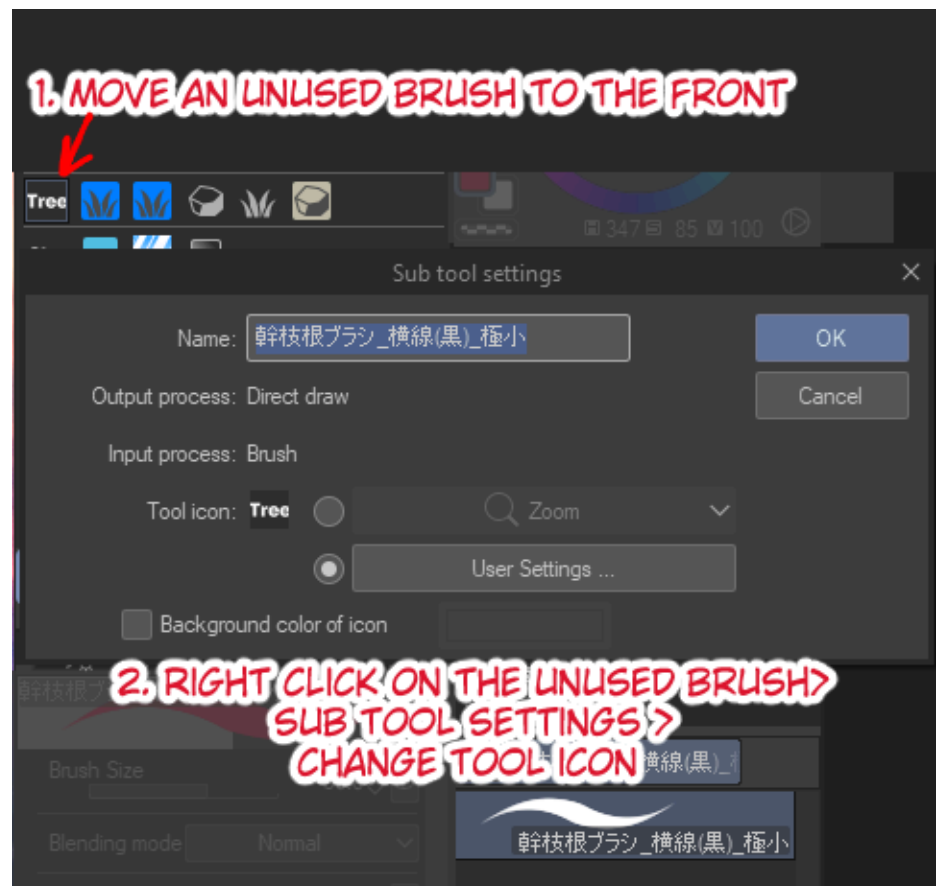 1. MOVE AN UNUSED BRUSH TO THE FRONT
Tree
347 85 100
Sub tool settings
Name: 幹枝根ブラシ_横線(黒)_極小
OK
Output process: Direct draw
Cancel
Input process: Brush
Tool icon: Tree Zoom
User Settings ...
Background color of icon
2. RIGHT CLICK ON THE UNUSED BRUSH>
SUB TOOL SETTINGS >
CHANGE TOOL ICON
横線(黒)_
Brush Size
Blending mode Normal
幹枝根ブラシ_横線(黒)_極小